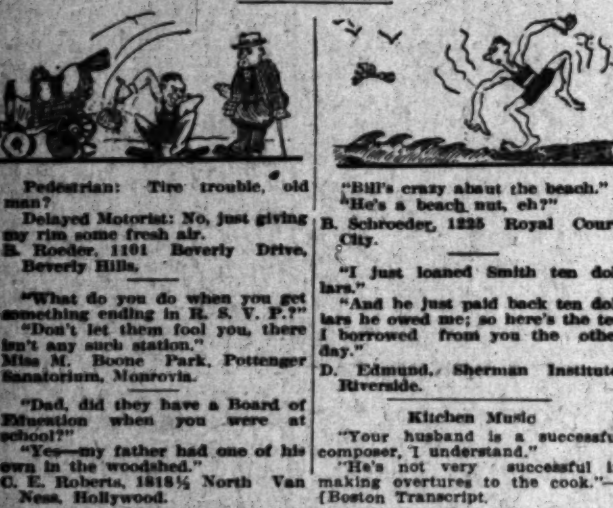 Pedestrian: Tire trouble, old
man?
Delayed Motorist: No, just giving
my rim some fresh air.
B. Roeder, 1101 Beverly Drive,
Beverly Hills,
"What do you do when you get
something ending in R. S. V. P.?"
"Don't let them fool you, there
isn't any such station."
Miss M. Boone Park, Pottenger
Sanatorium, Monrovia.
"Dad, did they have a Board of
Education when you were at
school?"
"Yes—my father had one of his
own in the woodshed."
C. E. Roberts, 1818½ North Van
Ness, Hollywood.
"Bill's crazy abaut the beach."
"He's a beach nut, eh?"
B. Schroeder, 1225 Royal Cour
City.
"I just loaned Smith ten dol
lars."
"And he just paid back ten do
lars he owed me; so here's the te
I borrowed from you the othe
day."
D. Edmund, Sherman Institut
Riverside.
Kitchen Music
"Your husband is a successfu
composer, I understand."
"He's not very successful i
making overtures to the cook."—
[Boston Transcript.